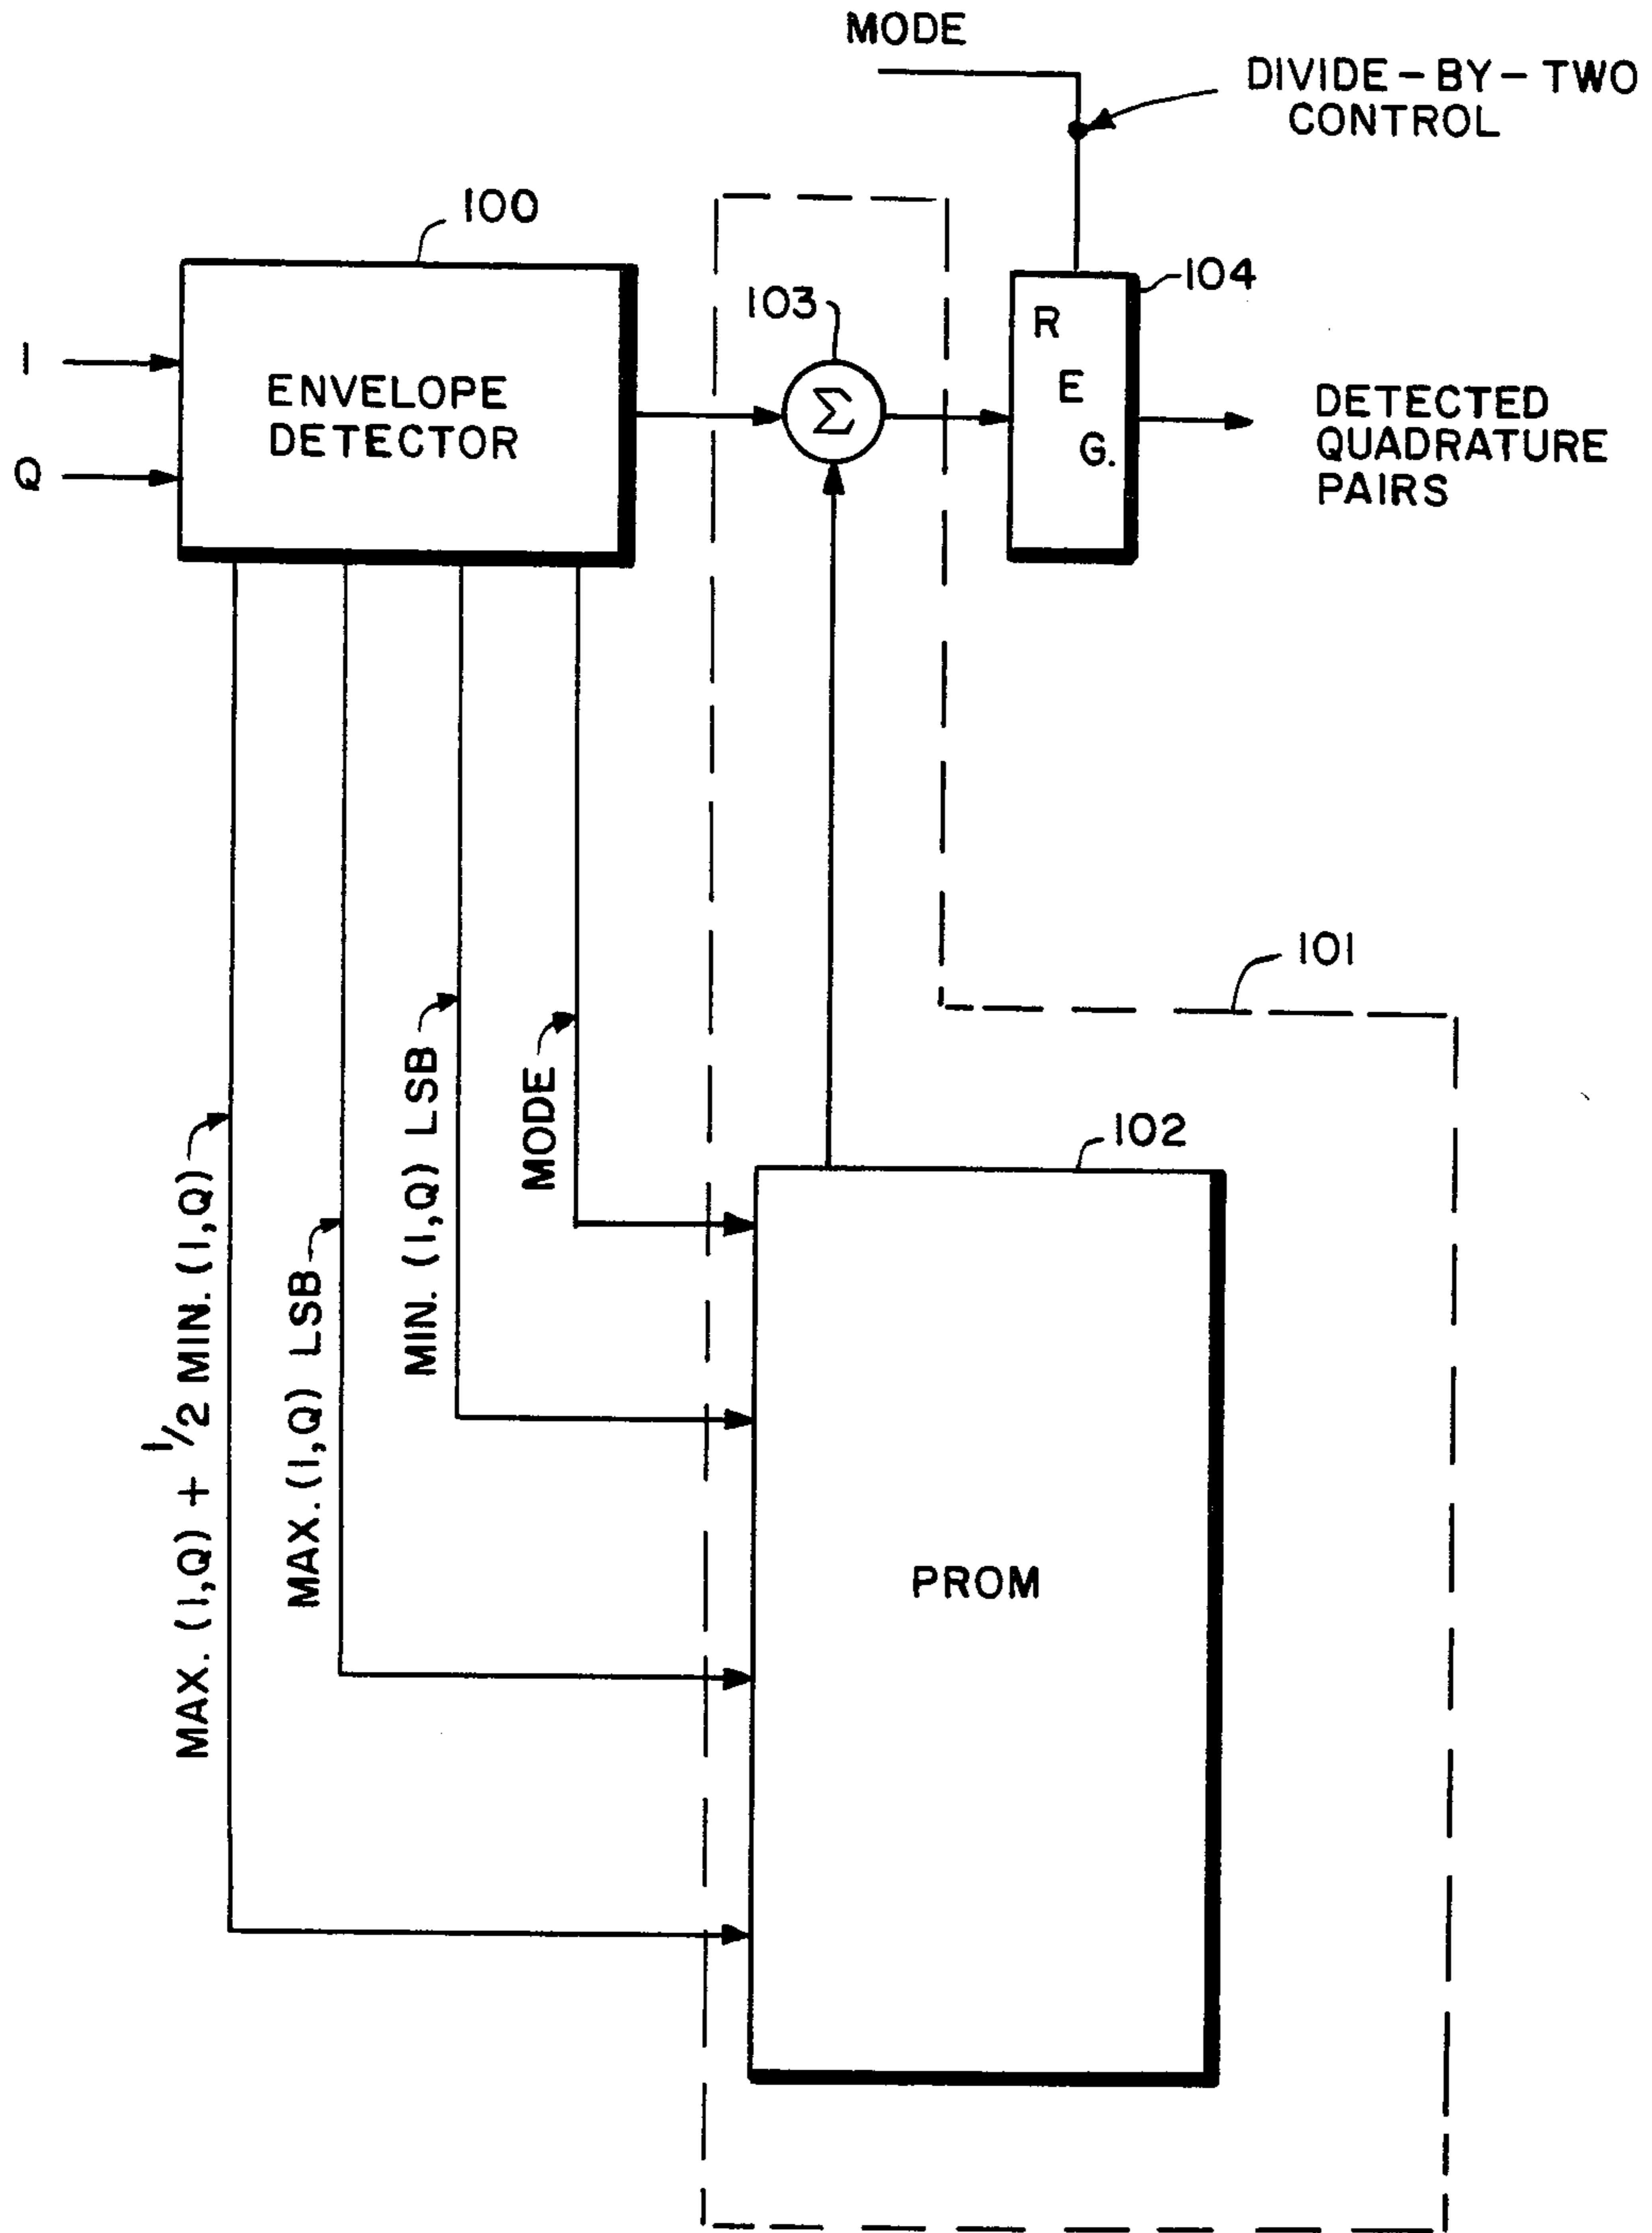 MODE
DIVIDE-BY-TWO
CONTROL
100
103
104
I
Q
ENVELOPE
DETECTOR
Σ
R
E
G.
DETECTED
QUADRATURE
PAIRS
101
102
MAX. (I,Q) + 1/2 MIN. (I,Q)
MAX. (I,Q) LSB
MIN. (I,Q) LSB
MODE
PROM